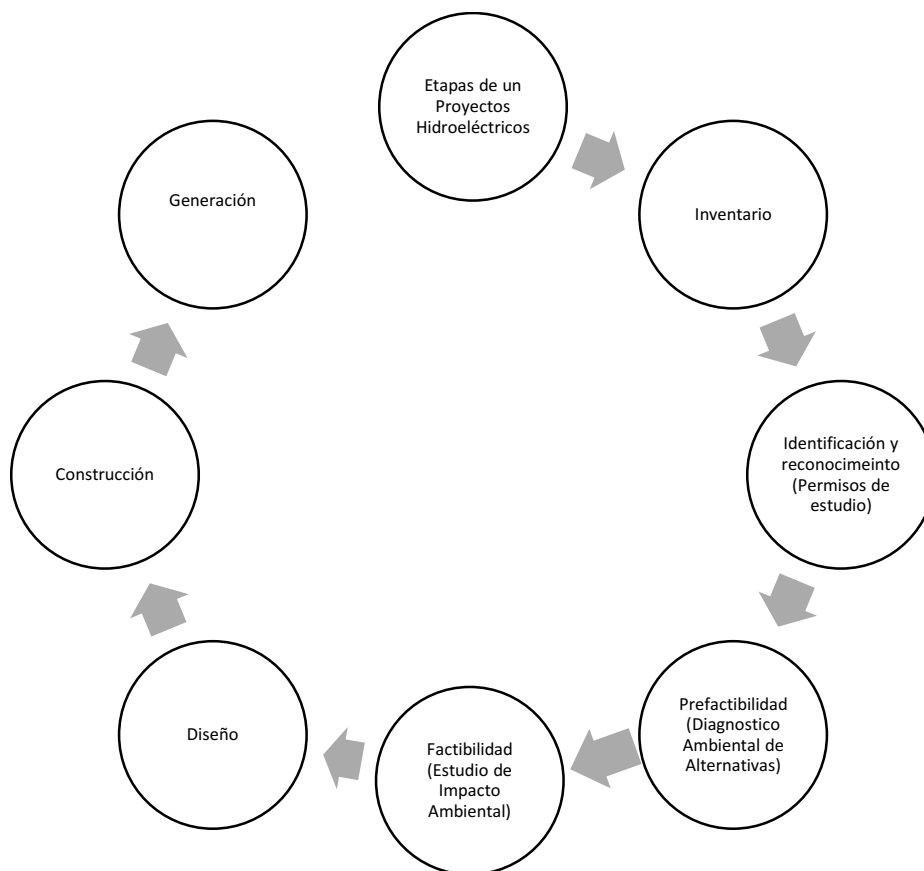 Etapas de un
Proyectos
Hidroeléctricos
Inventario
Identificación y
reconocimeinto
(Permisos de
estudio)
Prefactibilidad
(Diagnostico
Ambiental de
Alternativas)
Factibilidad
(Estudio de
Impacto
Ambiental)
Diseño
Construcción
Generación